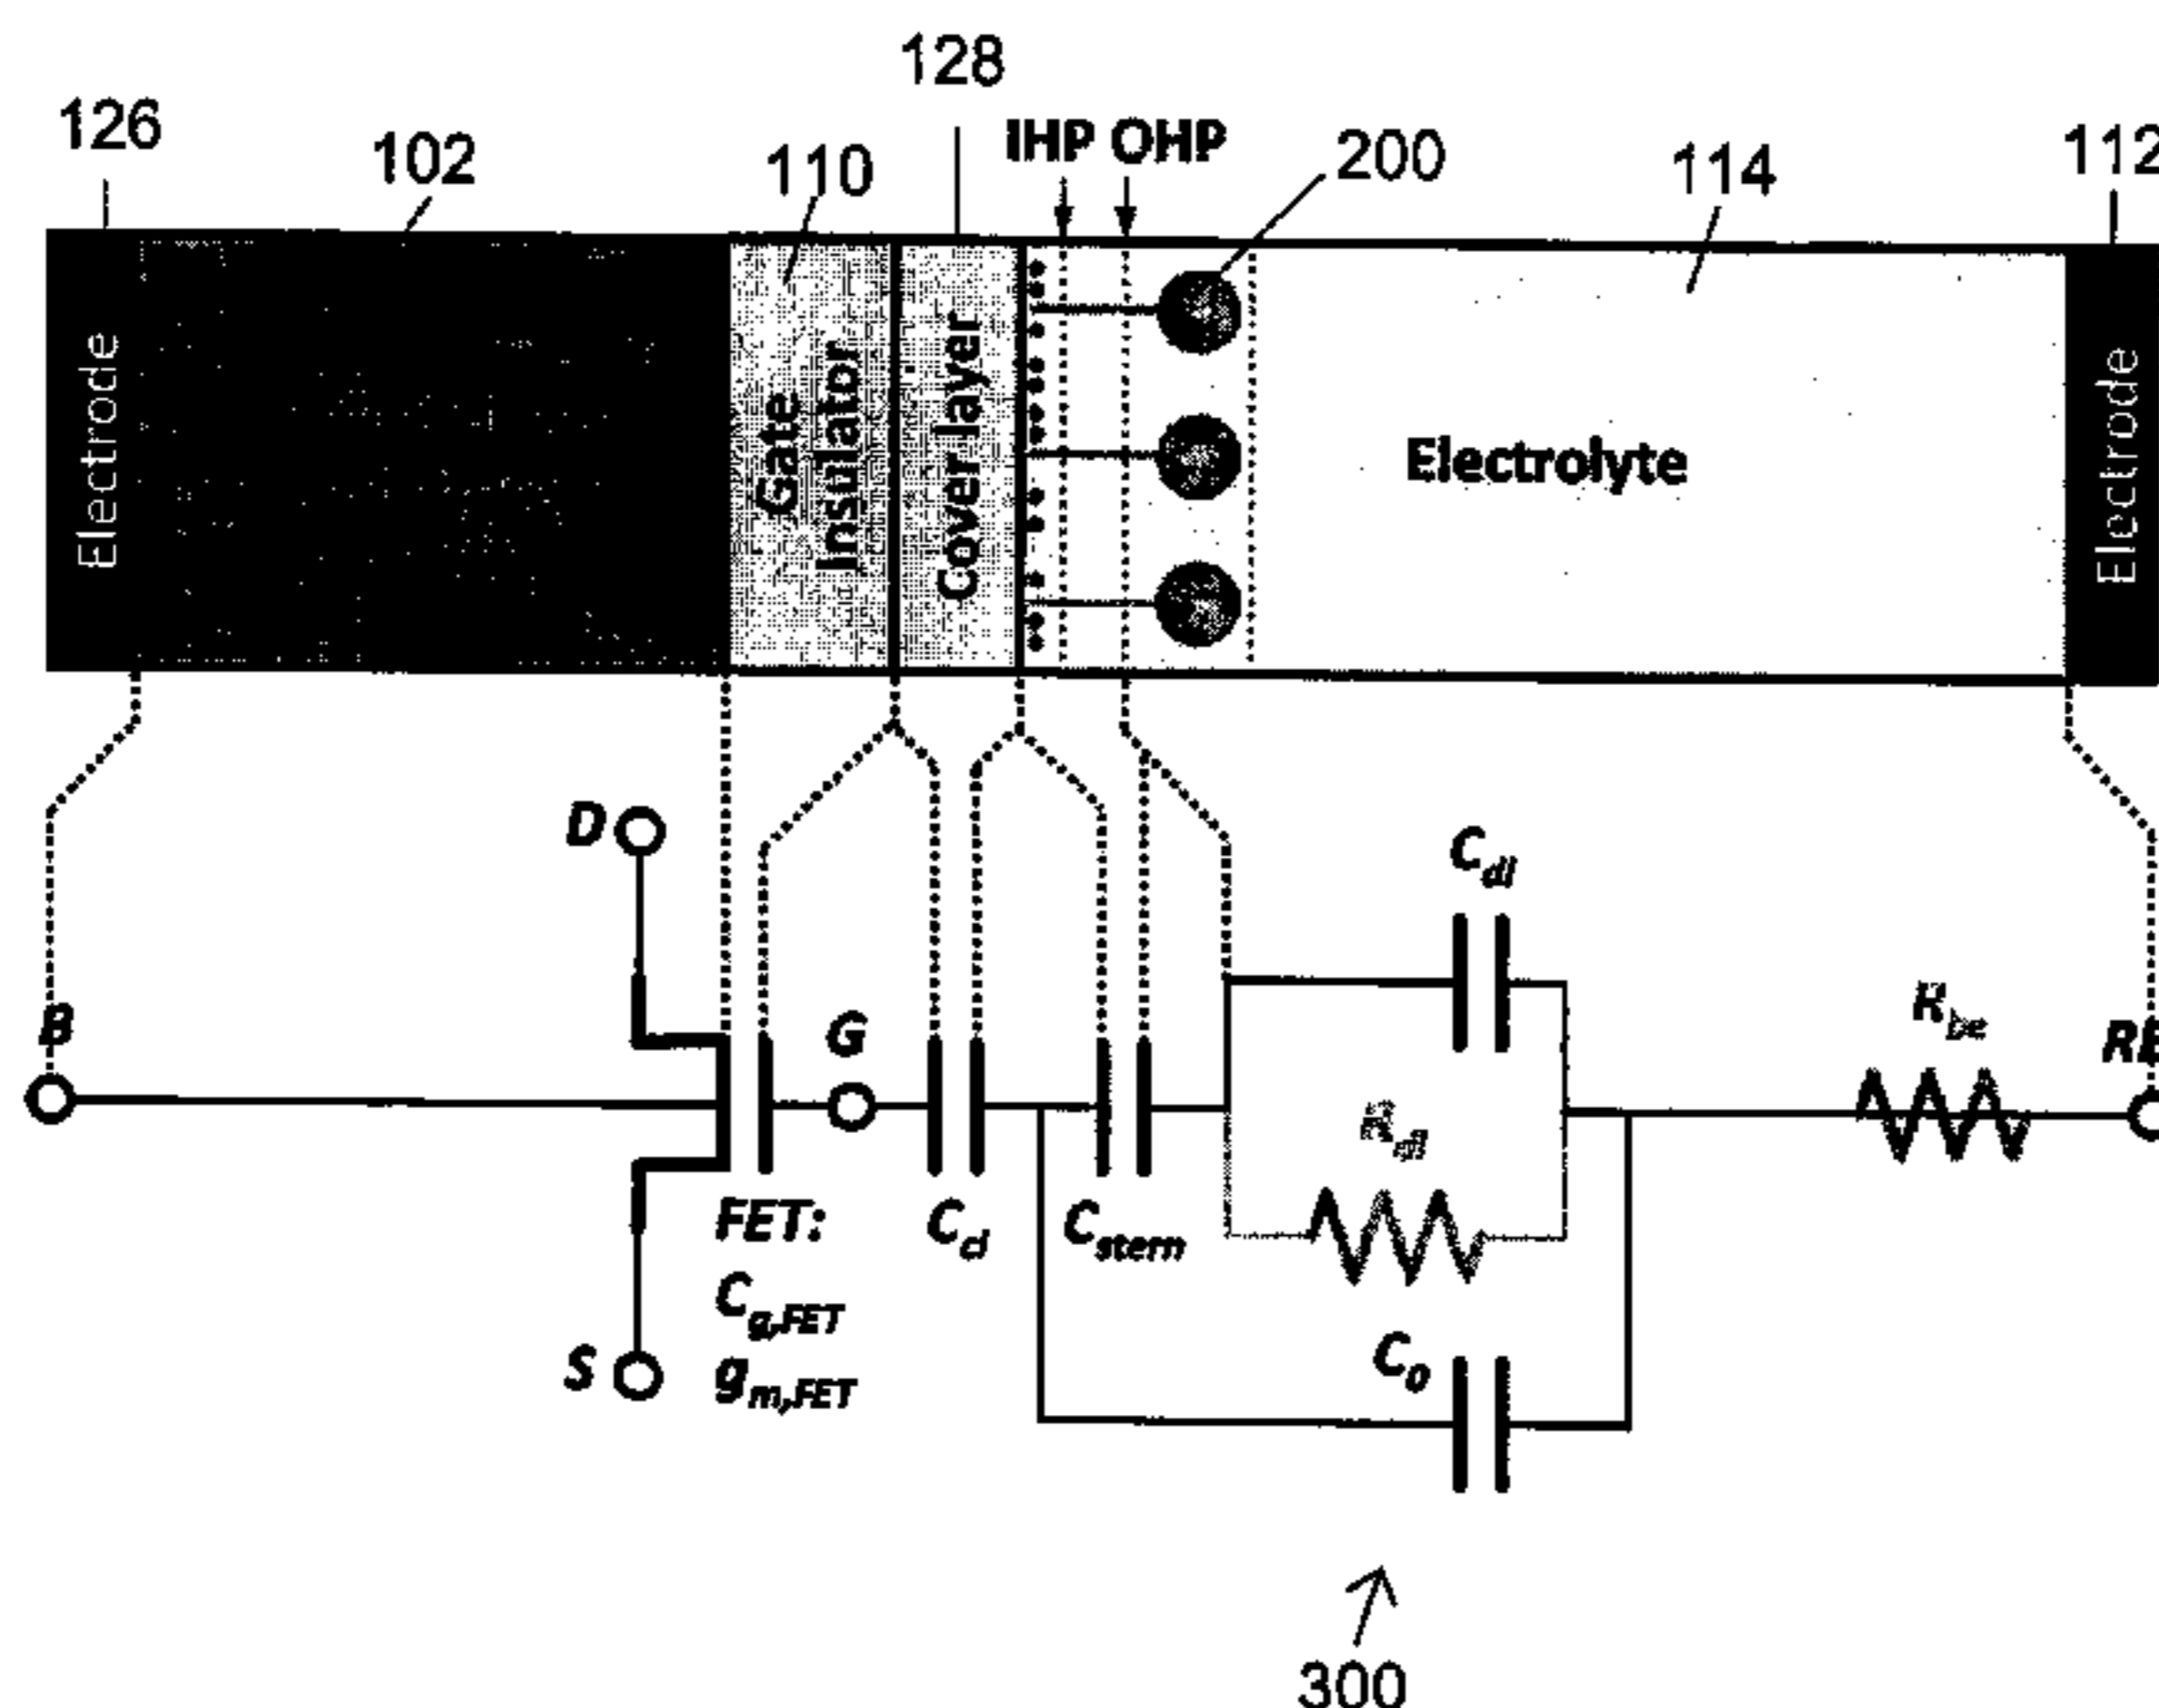 128
126
102
110
IHP OHP
200
114
112
Electrode
Gate
Insulator
Cover layer
Electrolyte
Electrode
D
C_dl
B
G
R_be
RE
R_dl
FET:
C_cl
C_stern
C_g,FET
C_0
S
g_m,FET
300